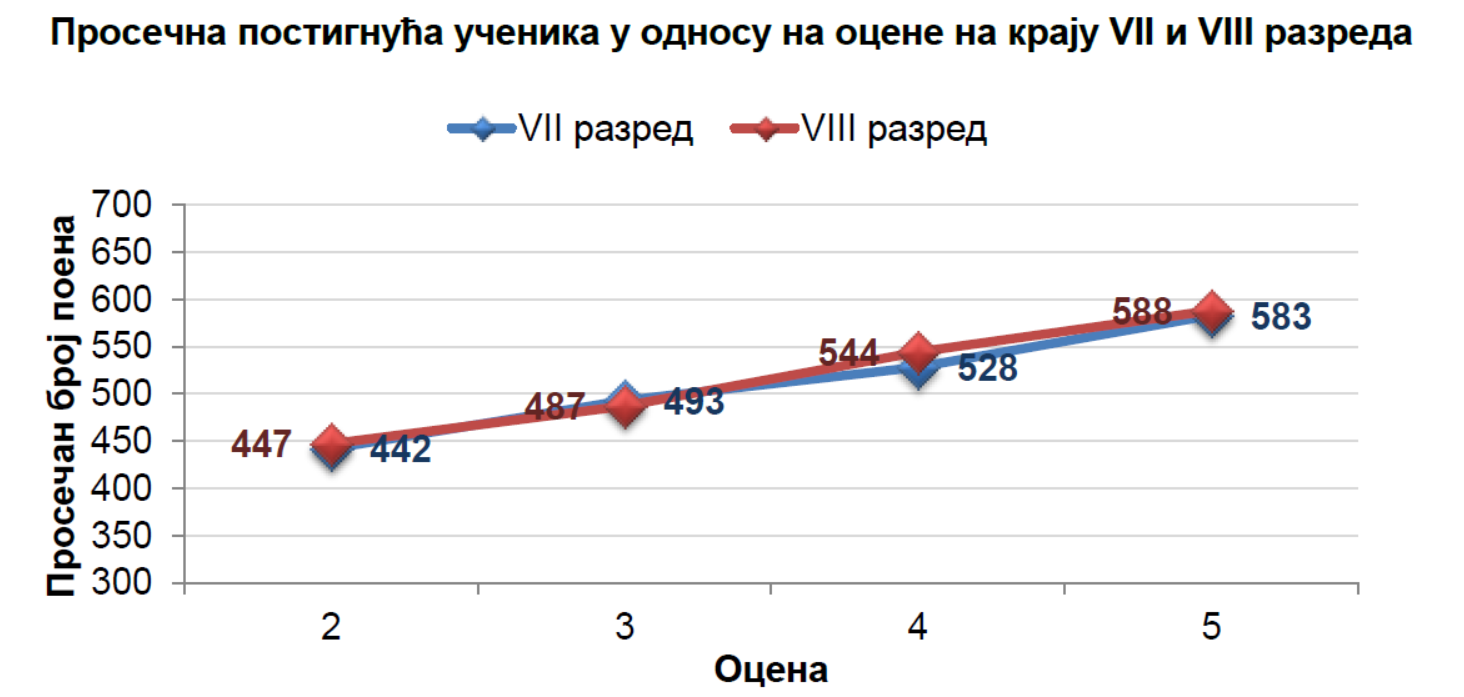 Просечна постигнућа ученика у односу на оцене на крају VII и VIII разреда
VII разред VIII разред
Просечан број поена
700
650
600
550
500
450
400
350
300
447 442
487 493
544 528
588 583
2 3 4 5
Оцена